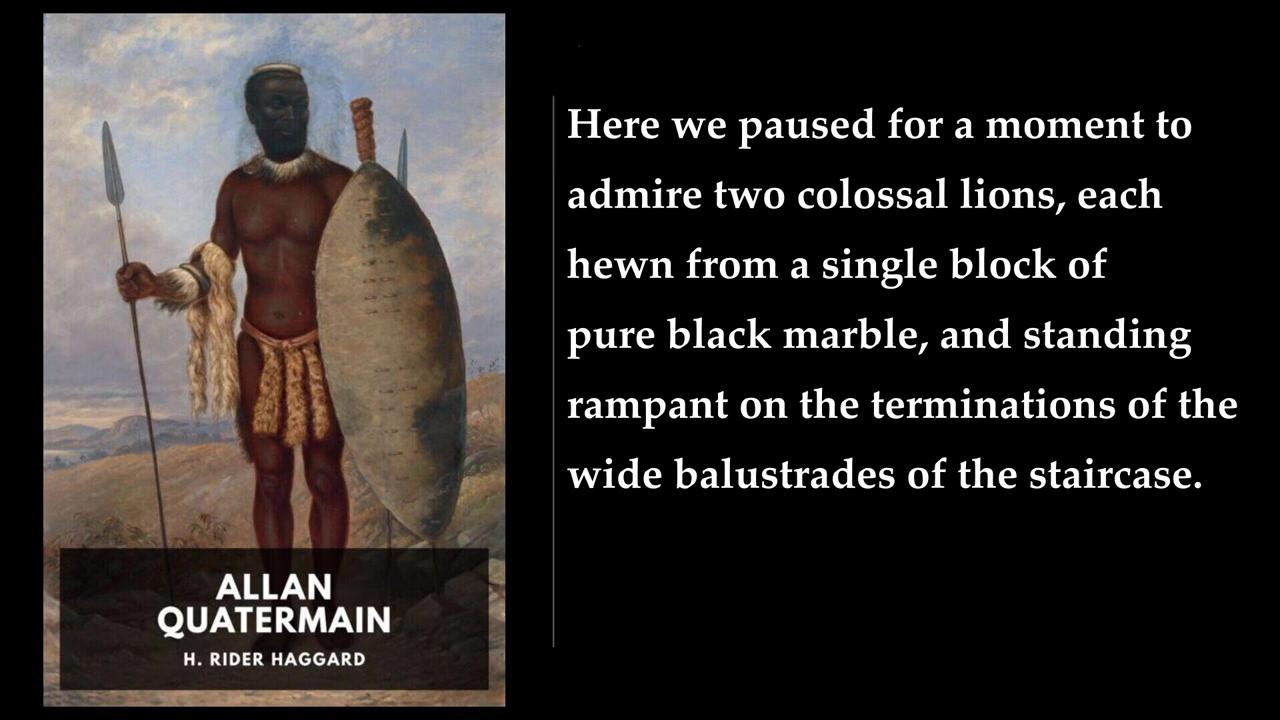 Here we paused for a moment to
admire two colossal lions, each
hewn from a single block of
pure black marble, and standing
rampant on the terminations of the
wide balustrades of the staircase.
ALLAN
QUATERMAIN
H. RIDER HAGGARD